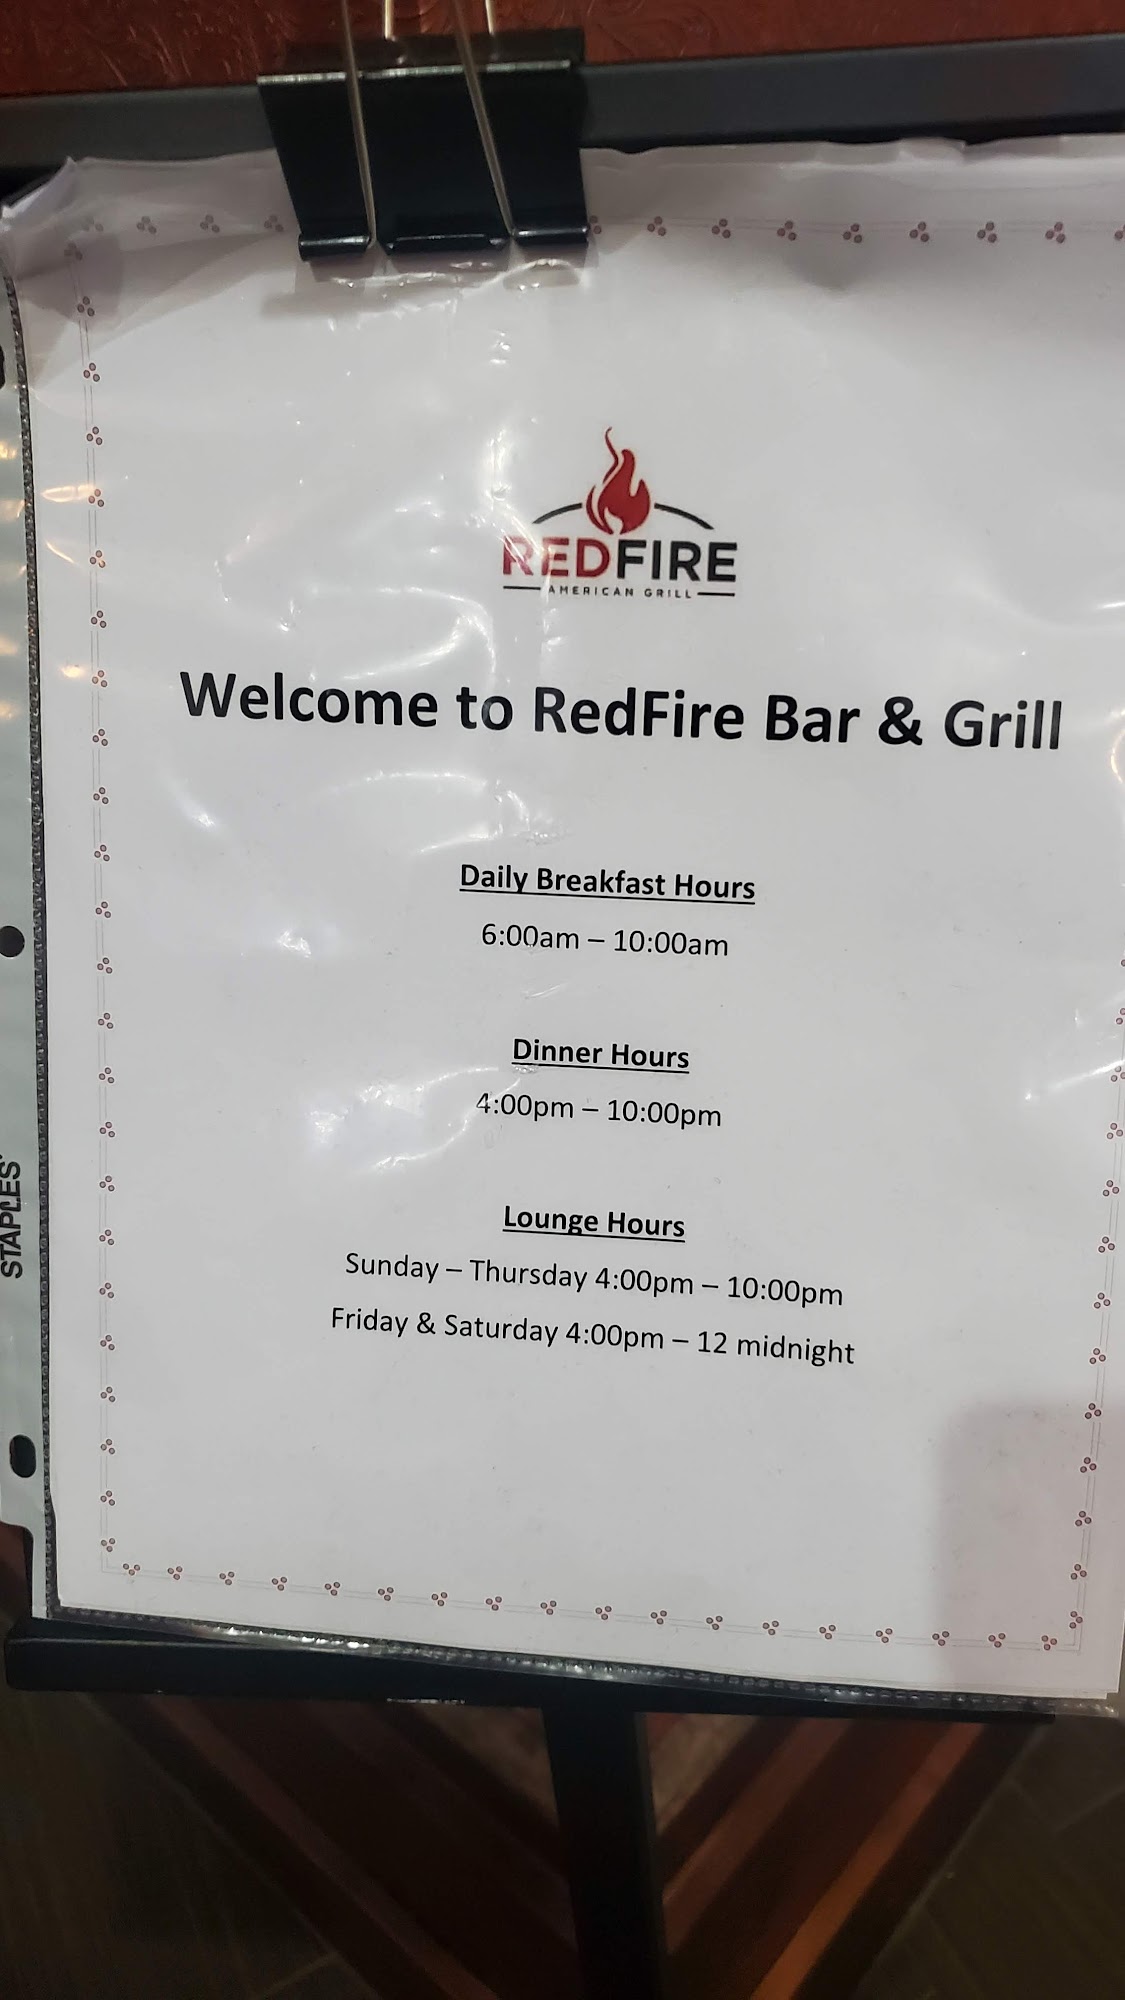 REDFIRE
AMERICAN GRILL
Welcome to RedFire Bar & Grill
Daily Breakfast Hours
6:00am – 10:00am
Dinner Hours
4:00pm – 10:00pm
Lounge Hours
Sunday – Thursday 4:00pm – 10:00pm
Friday & Saturday 4:00pm – 12 midnight
STAPLES